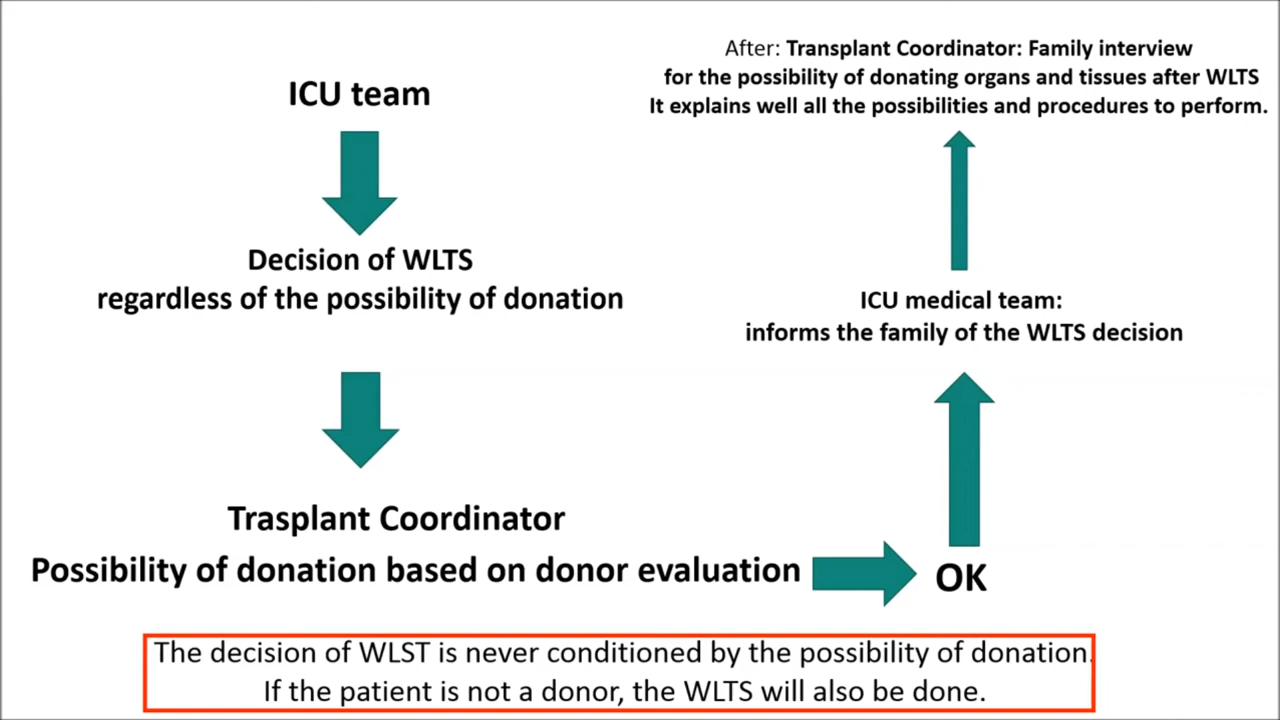 ICU team
Decision of WLTS
regardless of the possibility of donation
Trasplant Coordinator
Possibility of donation based on donor evaluation
OK
ICU medical team:
informs the family of the WLTS decision
After: Transplant Coordinator: Family interview
for the possibility of donating organs and tissues after WLTS
It explains well all the possibilities and procedures to perform.
The decision of WLST is never conditioned by the possibility of donation.
If the patient is not a donor, the WLTS will also be done.